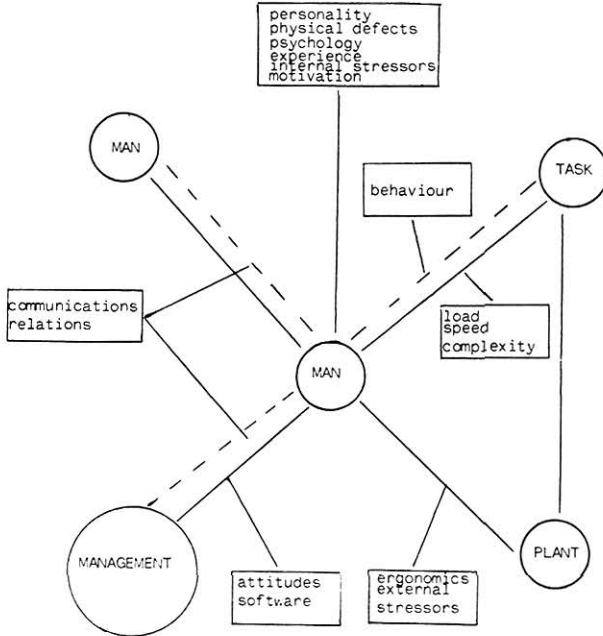 personality
physical defects
psychology
experience
internal stressors
motivation
MAN
TASK
behaviour
communications
relations
load
speed
complexity
MAN
MANAGEMENT
PLANT
attitudes
software
ergonomics
external
stressors